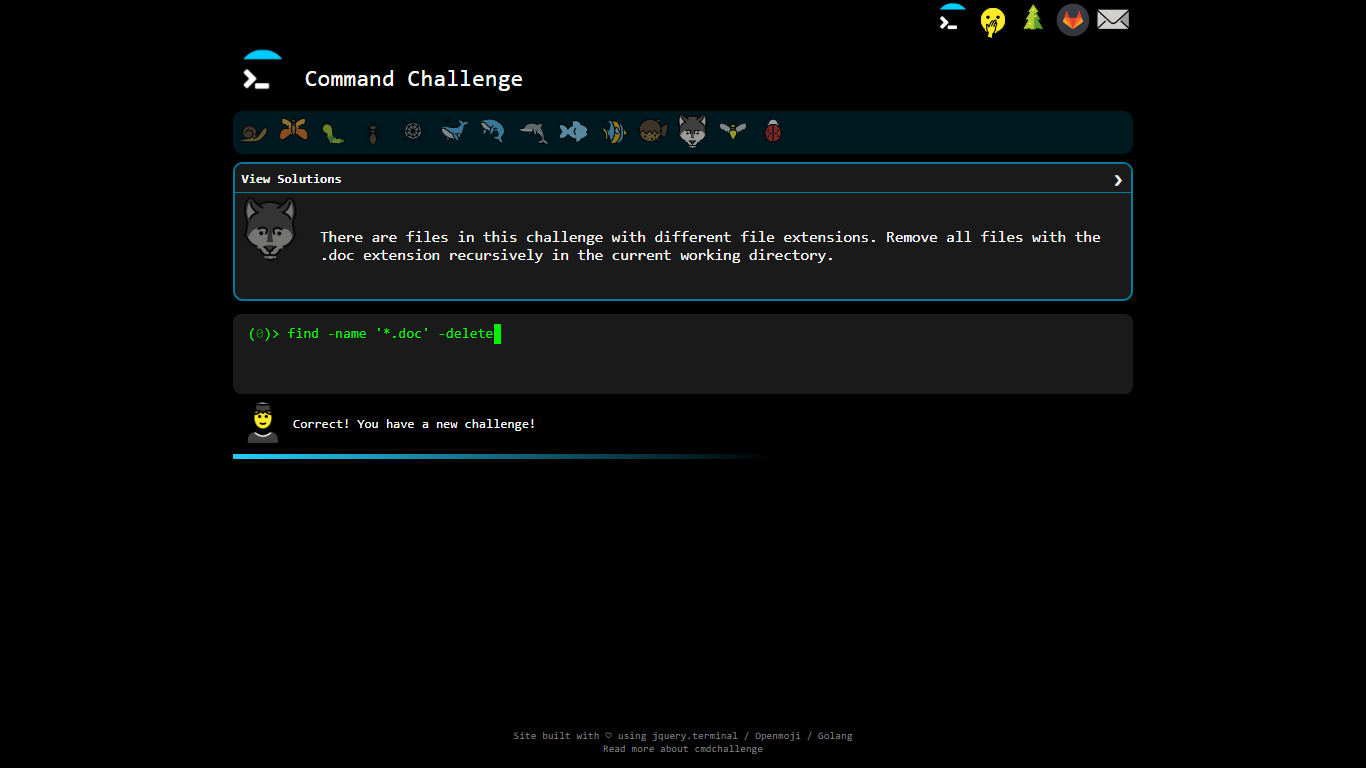 Command Challenge
View Solutions
There are files in this challenge with different file extensions. Remove all files with the
.doc extension recursively in the current working directory.
(0)> find -name '*.doc' -delete
Correct! You have a new challenge!
Site built with ♡ using jquery.terminal / Openmoji / Golang
Read more about cmdchallenge